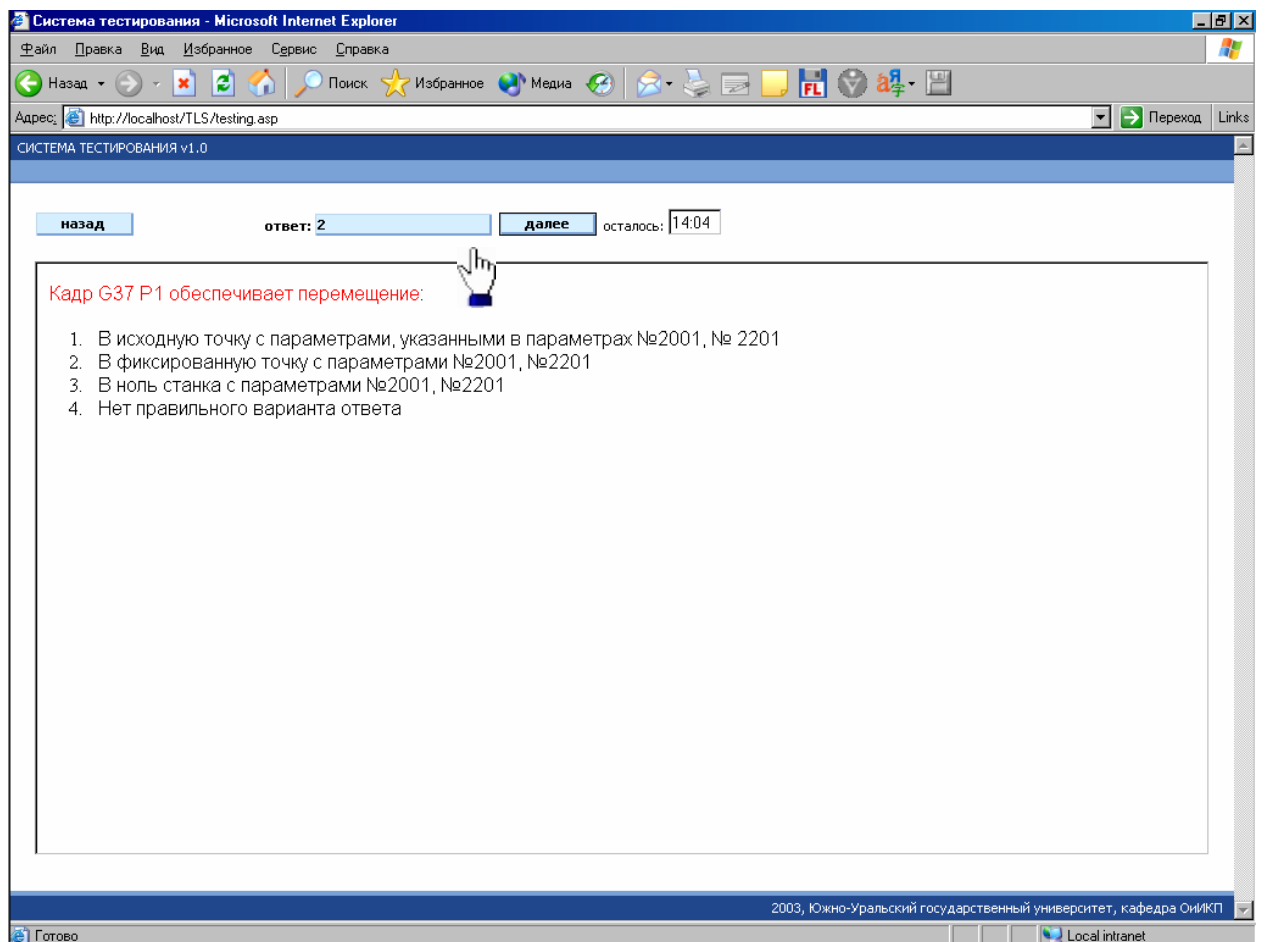 Система тестирования - Microsoft Internet Explorer
Файл Правка Вид Избранное Сервис Справка
Назад Поиск Избранное Медиа
Адрес: http://localhost/TLS/testing.asp Переход Links
СИСТЕМА ТЕСТИРОВАНИЯ v1.0
назад ответ: 2 далее осталось: 14:04
Кадр G37 P1 обеспечивает перемещение:
1. В исходную точку с параметрами, указанными в параметрах №2001, № 2201
2. В фиксированную точку с параметрами №2001, №2201
3. В ноль станка с параметрами №2001, №2201
4. Нет правильного варианта ответа
2003, Южно-Уральский государственный университет, кафедра ОиИКП
Готово Local intranet